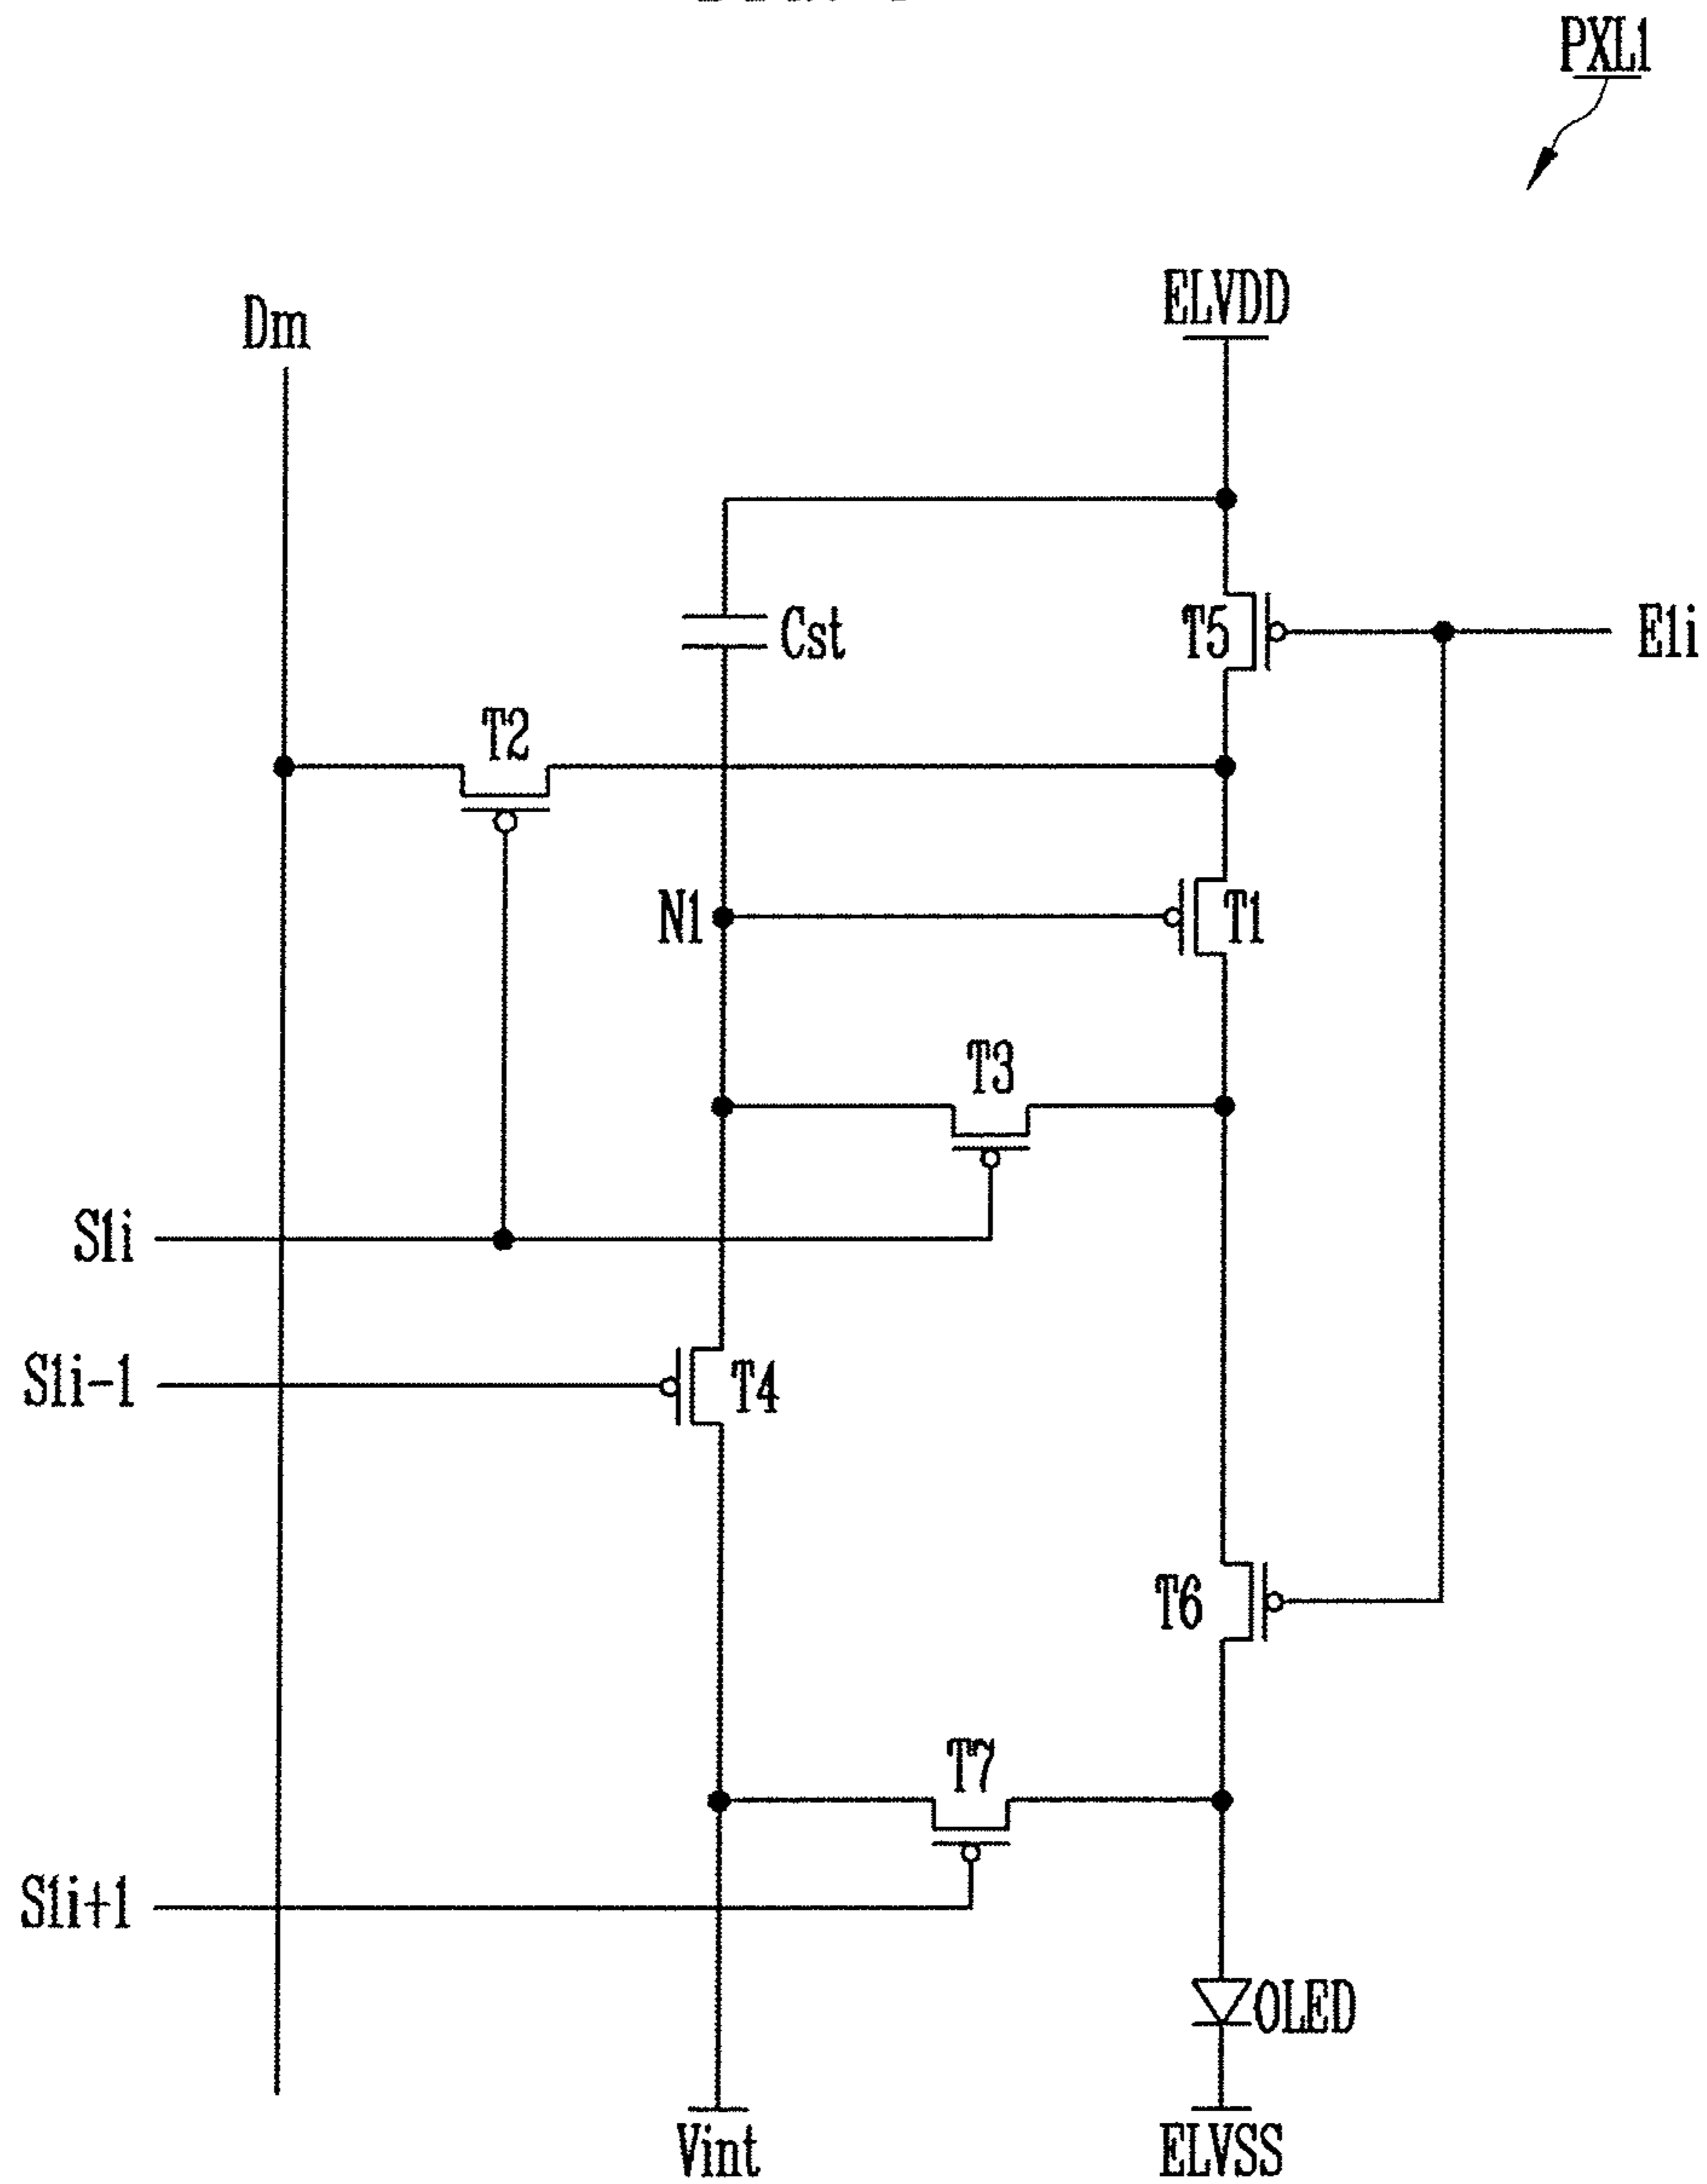 PXL1
ELVDD
Dm
Cst
T5
E1i
T2
N1
T1
T3
S1i
S1i-1
T4
T6
T7
S1i+1
OLED
Vint
ELVSS